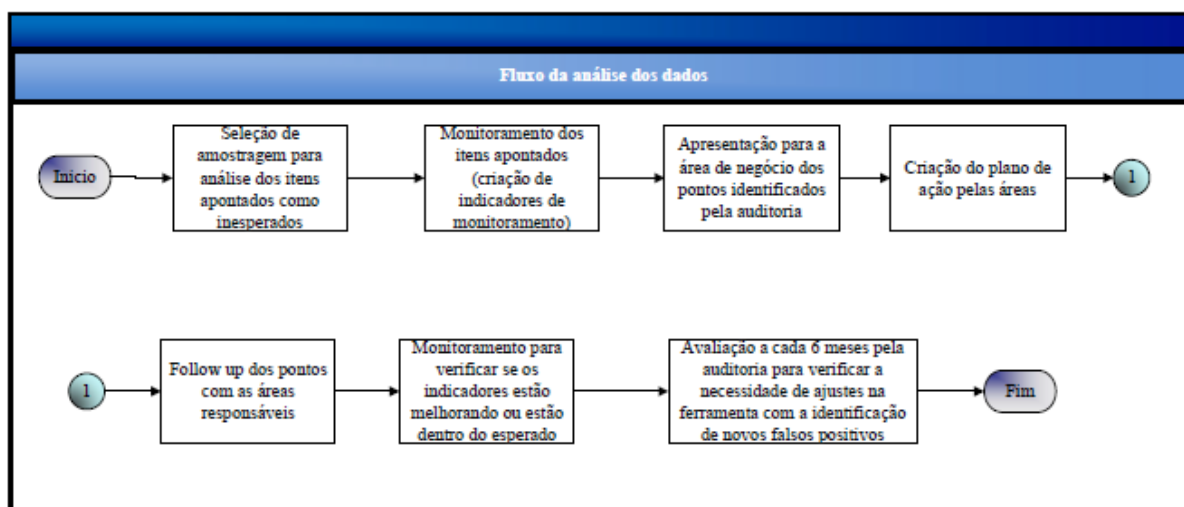 Fluxo da análise dos dados
Início
Seleção de
amostragem para
análise dos itens
apontados como
inesperados
Monitoramento dos
itens apontados
(criação de
indicadores de
monitoramento)
Apresentação para a
área de negócio dos
pontos identificados
pela auditoria
Criação do plano de
ação pelas áreas
1
1
Follow up dos pontos
com as áreas
responsáveis
Monitoramento para
verificar se os
indicadores estão
melhorando ou estão
dentro do esperado
Avaliação a cada 6 meses pela
auditoria para verificar a
necessidade de ajustes na
ferramenta com a identificação
de novos falsos positivos
Fim